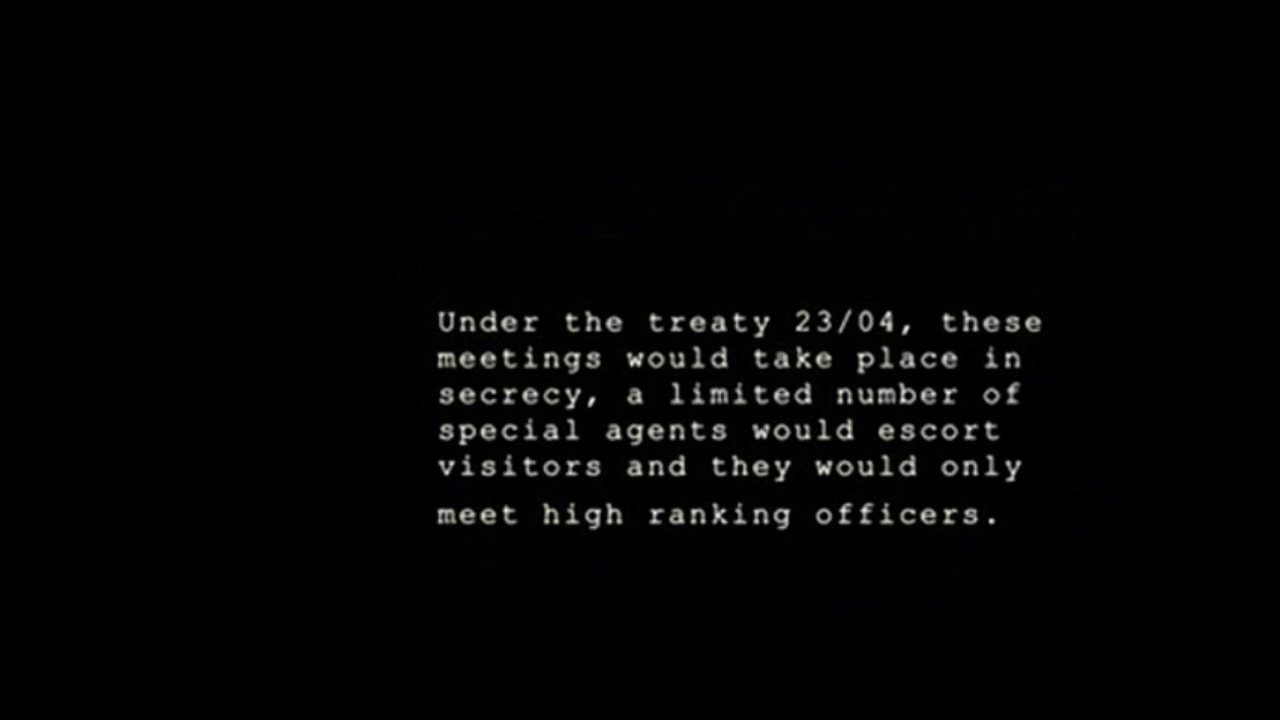 Under the treaty 23/04, these
meetings would take place in
secrecy, a limited number of
special agents would escort
visitors and they would only
meet high ranking officers.